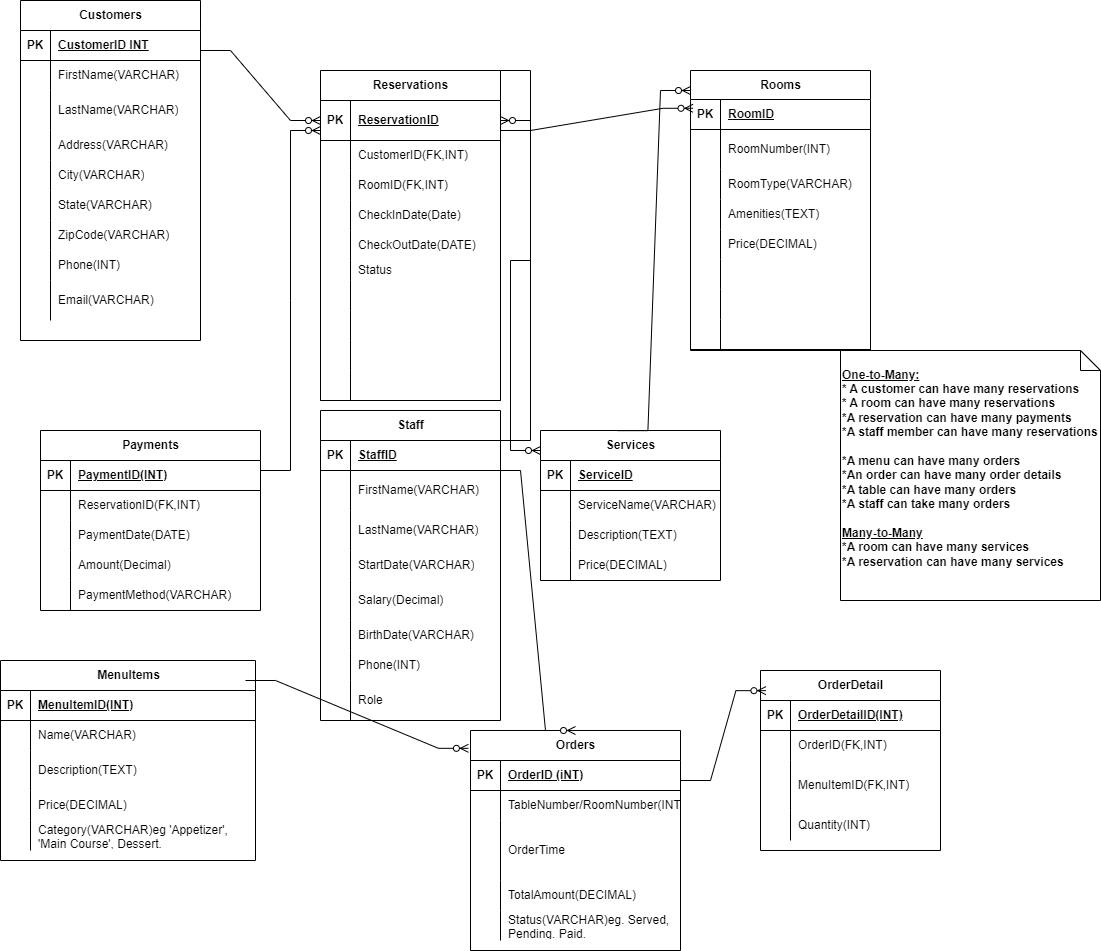 Customers
PK CustomerID INT
FirstName(VARCHAR)
LastName(VARCHAR)
Address(VARCHAR)
City(VARCHAR)
State(VARCHAR)
ZipCode(VARCHAR)
Phone(INT)
Email(VARCHAR)
Reservations
PK ReservationID
CustomerID(FK,INT)
RoomID(FK,INT)
CheckInDate(Date)
CheckOutDate(DATE)
Status
Rooms
PK RoomID
RoomNumber(INT)
RoomType(VARCHAR)
Amenities(TEXT)
Price(DECIMAL)
One-to-Many:
* A customer can have many reservations
* A room can have many reservations
*A reservation can have many payments
*A staff member can have many reservations
*A menu can have many orders
*An order can have many order details
*A table can have many orders
*A staff can take many orders
Many-to-Many
*A room can have many services
*A reservation can have many services
Payments
PK PaymentID(INT)
ReservationID(FK,INT)
PaymentDate(DATE)
Amount(Decimal)
PaymentMethod(VARCHAR)
Staff
PK StaffID
FirstName(VARCHAR)
LastName(VARCHAR)
StartDate(VARCHAR)
Salary(Decimal)
BirthDate(VARCHAR)
Phone(INT)
Role
Services
PK ServiceID
ServiceName(VARCHAR)
Description(TEXT)
Price(DECIMAL)
MenuItems
PK MenuItemID(INT)
Name(VARCHAR)
Description(TEXT)
Price(DECIMAL)
Category(VARCHAR)eg 'Appetizer',
'Main Course', Dessert.
Orders
PK OrderID (iNT)
TableNumber/RoomNumber(INT
OrderTime
TotalAmount(DECIMAL)
Status(VARCHAR)eg. Served,
Pending. Paid.
OrderDetail
PK OrderDetailID(INT)
OrderID(FK,INT)
MenuItemID(FK,INT)
Quantity(INT)